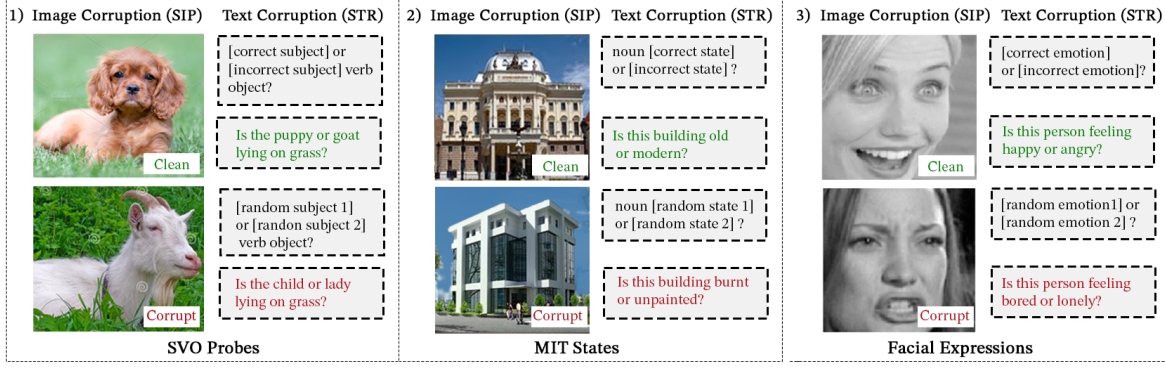 1) Image Corruption (SIP) Text Corruption (STR)
[correct subject] or
[incorrect subject] verb
object?
Is the puppy or goat
lying on grass?
Clean
[random subject 1]
or [randon subject 2]
verb object?
Is the child or lady
lying on grass?
Corrupt
SVO Probes
2) Image Corruption (SIP) Text Corruption (STR)
noun [correct state]
or [incorrect state] ?
Is this building old
or modern?
Clean
noun [random state 1]
or [random state 2] ?
Is this building burnt
or unpainted?
Corrupt
MIT States
3) Image Corruption (SIP) Text Corruption (STR)
[correct emotion]
or [incorrect emotion]?
Is this person feeling
happy or angry?
Clean
[random emotion1] or
[random emotion 2] ?
Is this person feeling
bored or lonely?
Corrupt
Facial Expressions